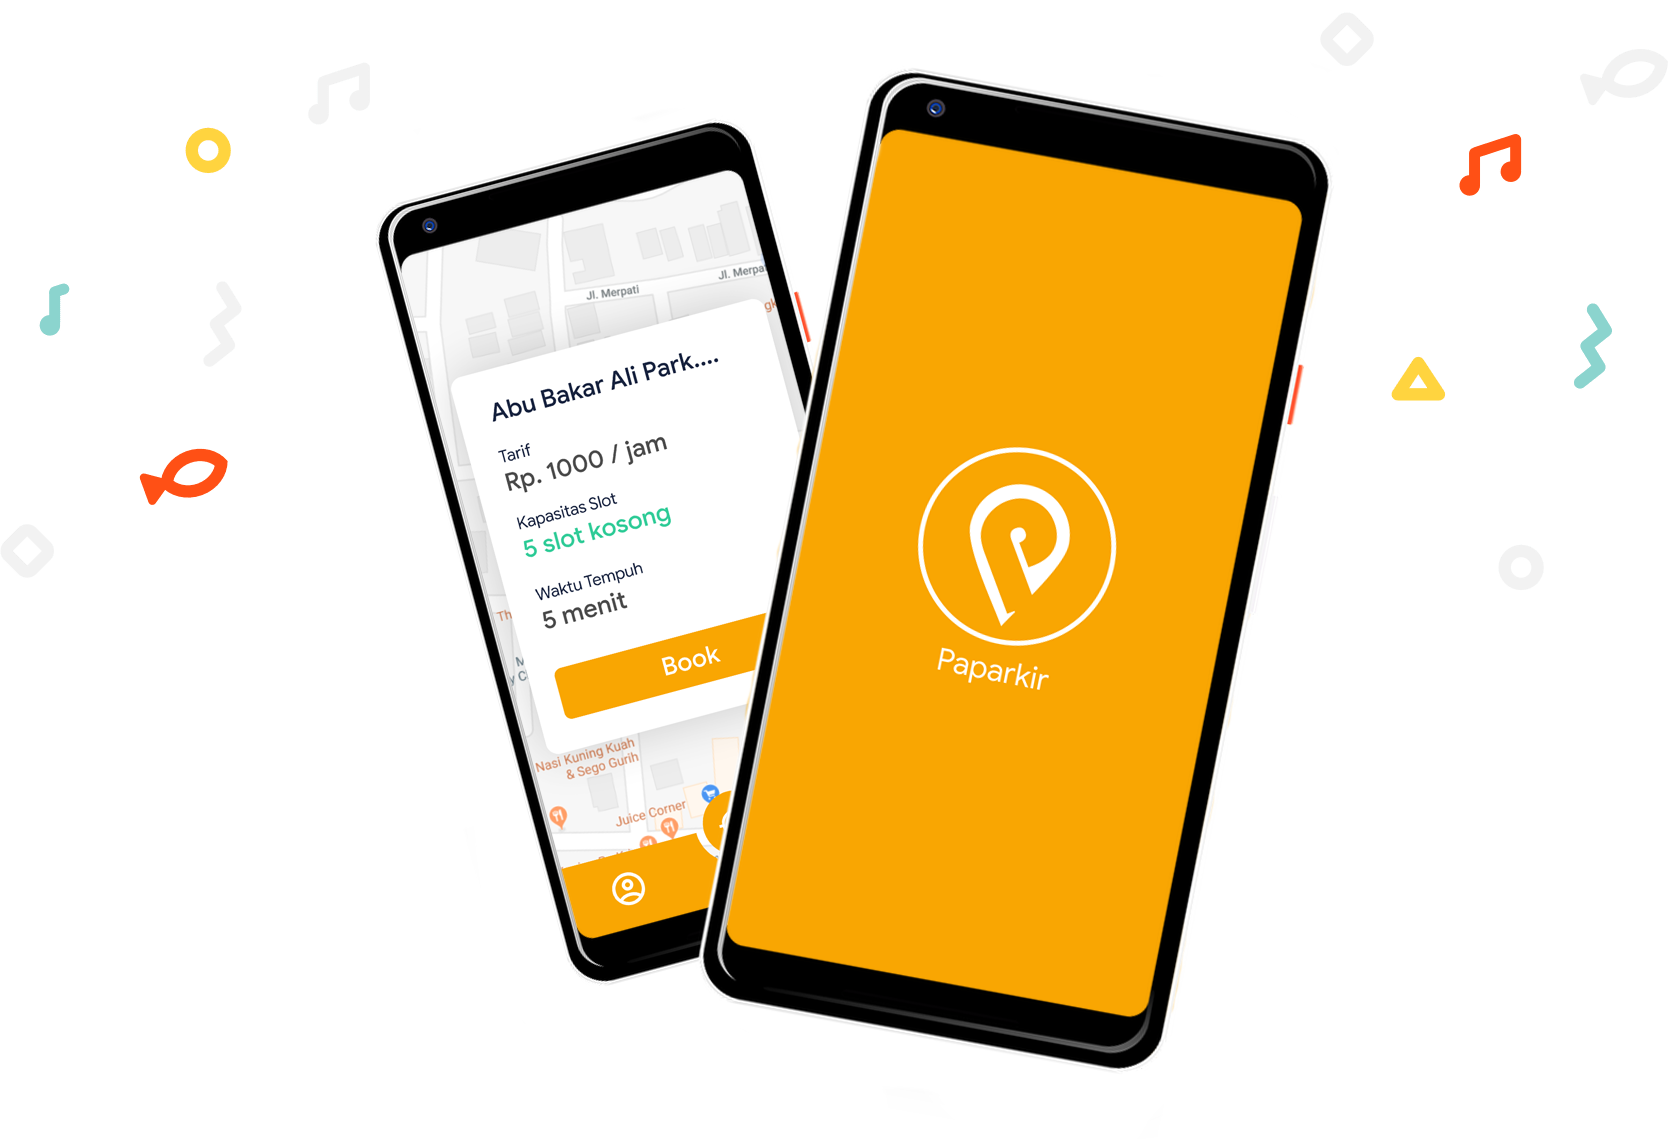 Jl. Merpati
Jl. Merpa
Abu Bakar Ali Park....
Tarif
Rp. 1000 / jam
Kapasitas Slot
5 slot kosong
Waktu Tempuh
5 menit
Book
Nasi Kuning Kuah
& Sego Gurih
Juice Corner
Paparkir